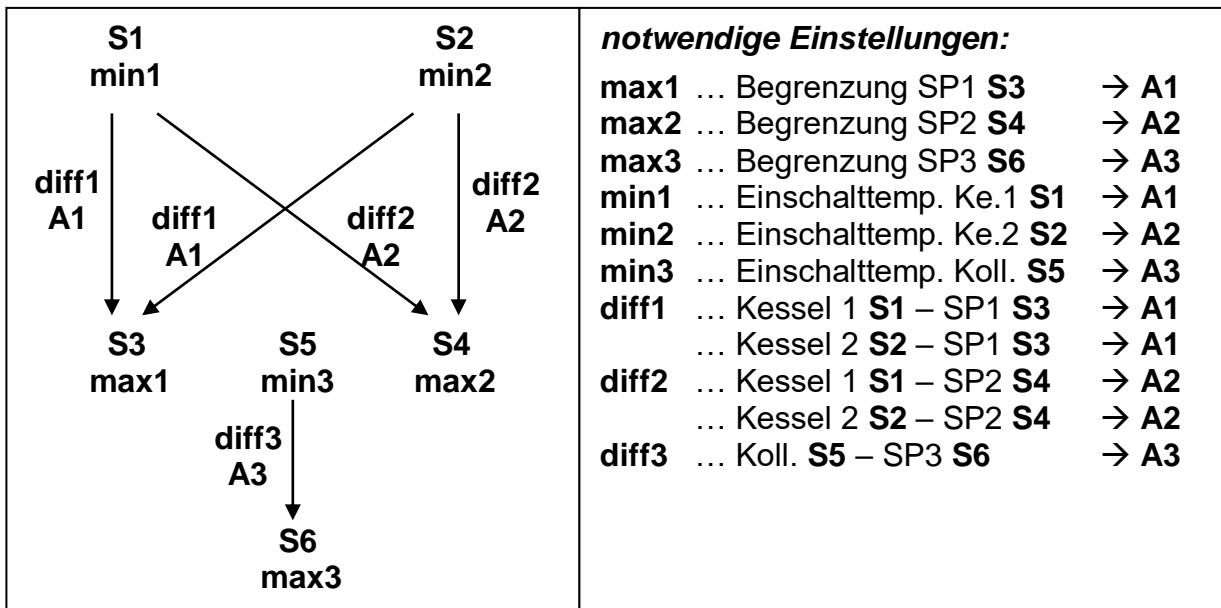 S1 S2
min1 min2
diff1 diff2
A1 diff1 diff2 A2
A1 A2
S3 S5 S4
max1 min3 max2
diff3
A3
S6
max3
notwendige Einstellungen:
max1 … Begrenzung SP1 S3 → A1
max2 … Begrenzung SP2 S4 → A2
max3 … Begrenzung SP3 S6 → A3
min1 … Einschalttemp. Ke.1 S1 → A1
min2 … Einschalttemp. Ke.2 S2 → A2
min3 … Einschalttemp. Koll. S5 → A3
diff1 … Kessel 1 S1 – SP1 S3 → A1
… Kessel 2 S2 – SP1 S3 → A1
diff2 … Kessel 1 S1 – SP2 S4 → A2
… Kessel 2 S2 – SP2 S4 → A2
diff3 … Koll. S5 – SP3 S6 → A3